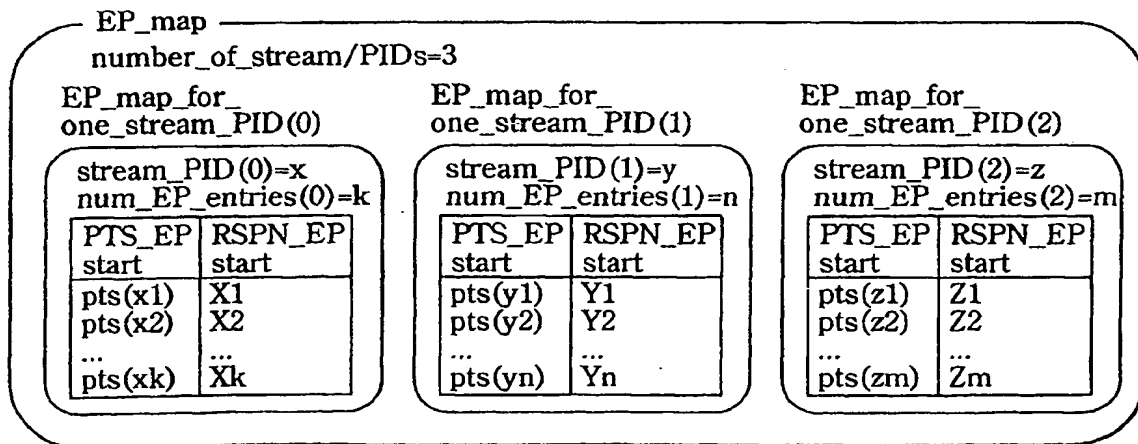 EP_map
number_of_stream/PIDs=3
EP_map_for_
one_stream_PID(0)
stream_PID(0)=x
num_EP_entries(0)=k
PTS_EP RSPN_EP
start start
pts(x1) X1
pts(x2) X2
... ...
pts(xk) Xk
EP_map_for_
one_stream_PID(1)
stream_PID(1)=y
num_EP_entries(1)=n
PTS_EP RSPN_EP
start start
pts(y1) Y1
pts(y2) Y2
... ...
pts(yn) Yn
EP_map_for_
one_stream_PID(2)
stream_PID(2)=z
num_EP_entries(2)=m
PTS_EP RSPN_EP
start start
pts(z1) Z1
pts(z2) Z2
... ...
pts(zm) Zm